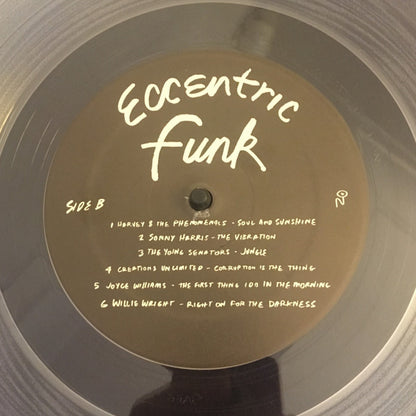 Eccentric
Funk
SIDE B
1 HARVEY & THE PHENOMENALS - SOUL AND SUNSHINE
2 SONNY HARRIS - THE VIBRATION
3 THE YOUNG SENATORS - JUNGLE
4 CREATIONS UNLIMITED - CORRUPTION IS THE THING
5 JOYCE WILLIAMS - THE FIRST THING I DO IN THE MORNING
6 WILLIE WRIGHT - RIGHT ON FOR THE DARKNESS